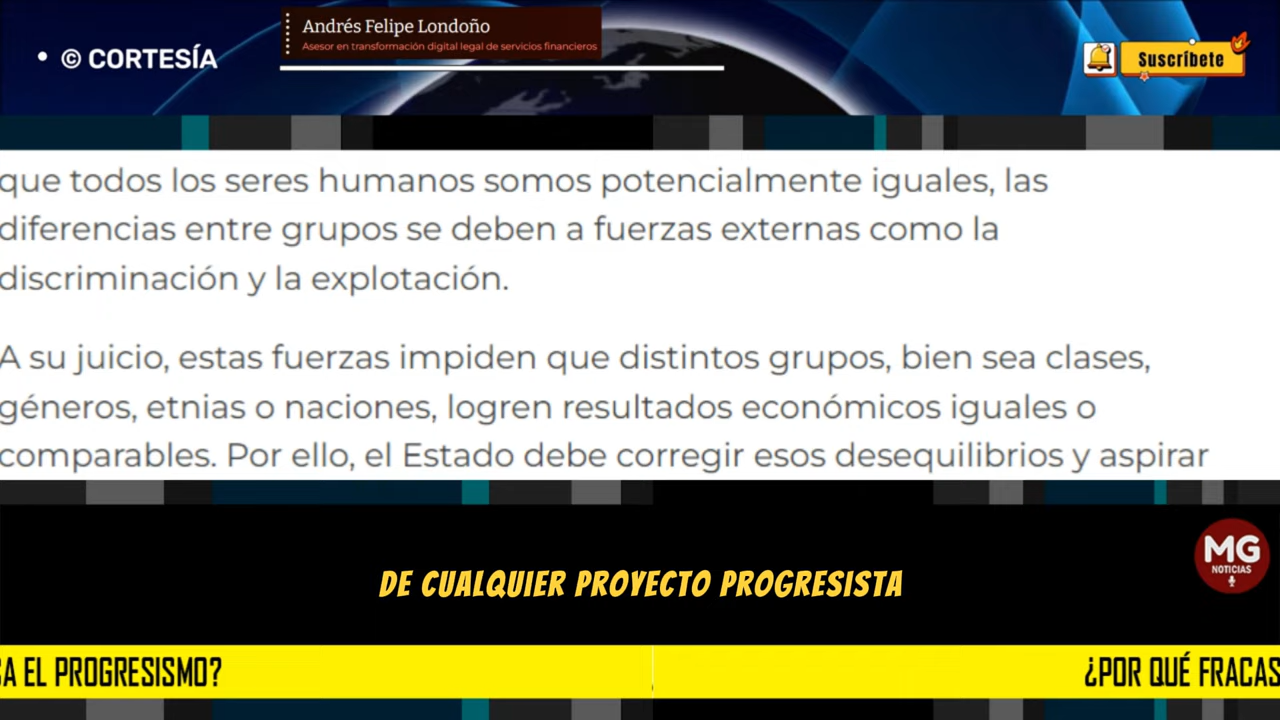 Andrés Felipe Londoño
Asesor en transformación digital legal de servicios financieros
• © CORTESÍA
Suscríbete
que todos los seres humanos somos potencialmente iguales, las
diferencias entre grupos se deben a fuerzas externas como la
discriminación y la explotación.
A su juicio, estas fuerzas impiden que distintos grupos, bien sea clases,
géneros, etnias o naciones, logren resultados económicos iguales o
comparables. Por ello, el Estado debe corregir esos desequilibrios y aspirar
MG
NOTICIAS
DE CUALQUIER PROYECTO PROGRESISTA
SA EL PROGRESISMO?
¿POR QUÉ FRACAS